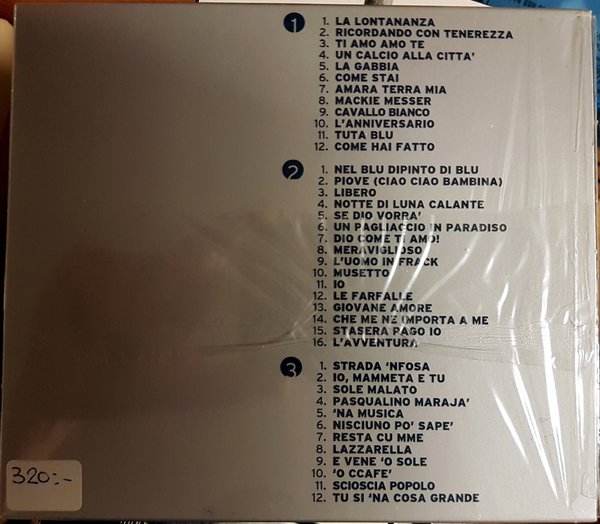 1
1. LA LONTANANZA
2. RICORDANDO CON TENEREZZA
3. TI AMO AMO TE
4. UN CALCIO ALLA CITTA'
5. LA GABBIA
6. COME STAI
7. AMARA TERRA MIA
8. MACKIE MESSER
9. CAVALLO BIANCO
10. L'ANNIVERSARIO
11. TUTA BLU
12. COME HAI FATTO
2
1. NEL BLU DIPINTO DI BLU
2. PIOVE (CIAO CIAO BAMBINA)
3. LIBERO
4. NOTTE DI LUNA CALANTE
5. SE DIO VORRA'
6. UN PAGLIACCIO IN PARADISO
7. DIO COME TI AMO!
8. MERAVIGLIOSO
9. L'UOMO IN FRACK
10. MUSETTO
11. IO
12. LE FARFALLE
13. GIOVANE AMORE
14. CHE ME NE IMPORTA A ME
15. STASERA PAGO IO
16. L'AVVENTURA
3
1. STRADA 'NFOSA
2. IO, MAMMETA E TU
3. SOLE MALATO
4. PASQUALINO MARAJA'
5. 'NA MUSICA
6. NISCIUNO PO' SAPE'
7. RESTA CU MME
8. LAZZARELLA
9. E VENE 'O SOLE
10. 'O CCAFE'
11. SCIOSCIA POPOLO
12. TU SI 'NA COSA GRANDE
320:-